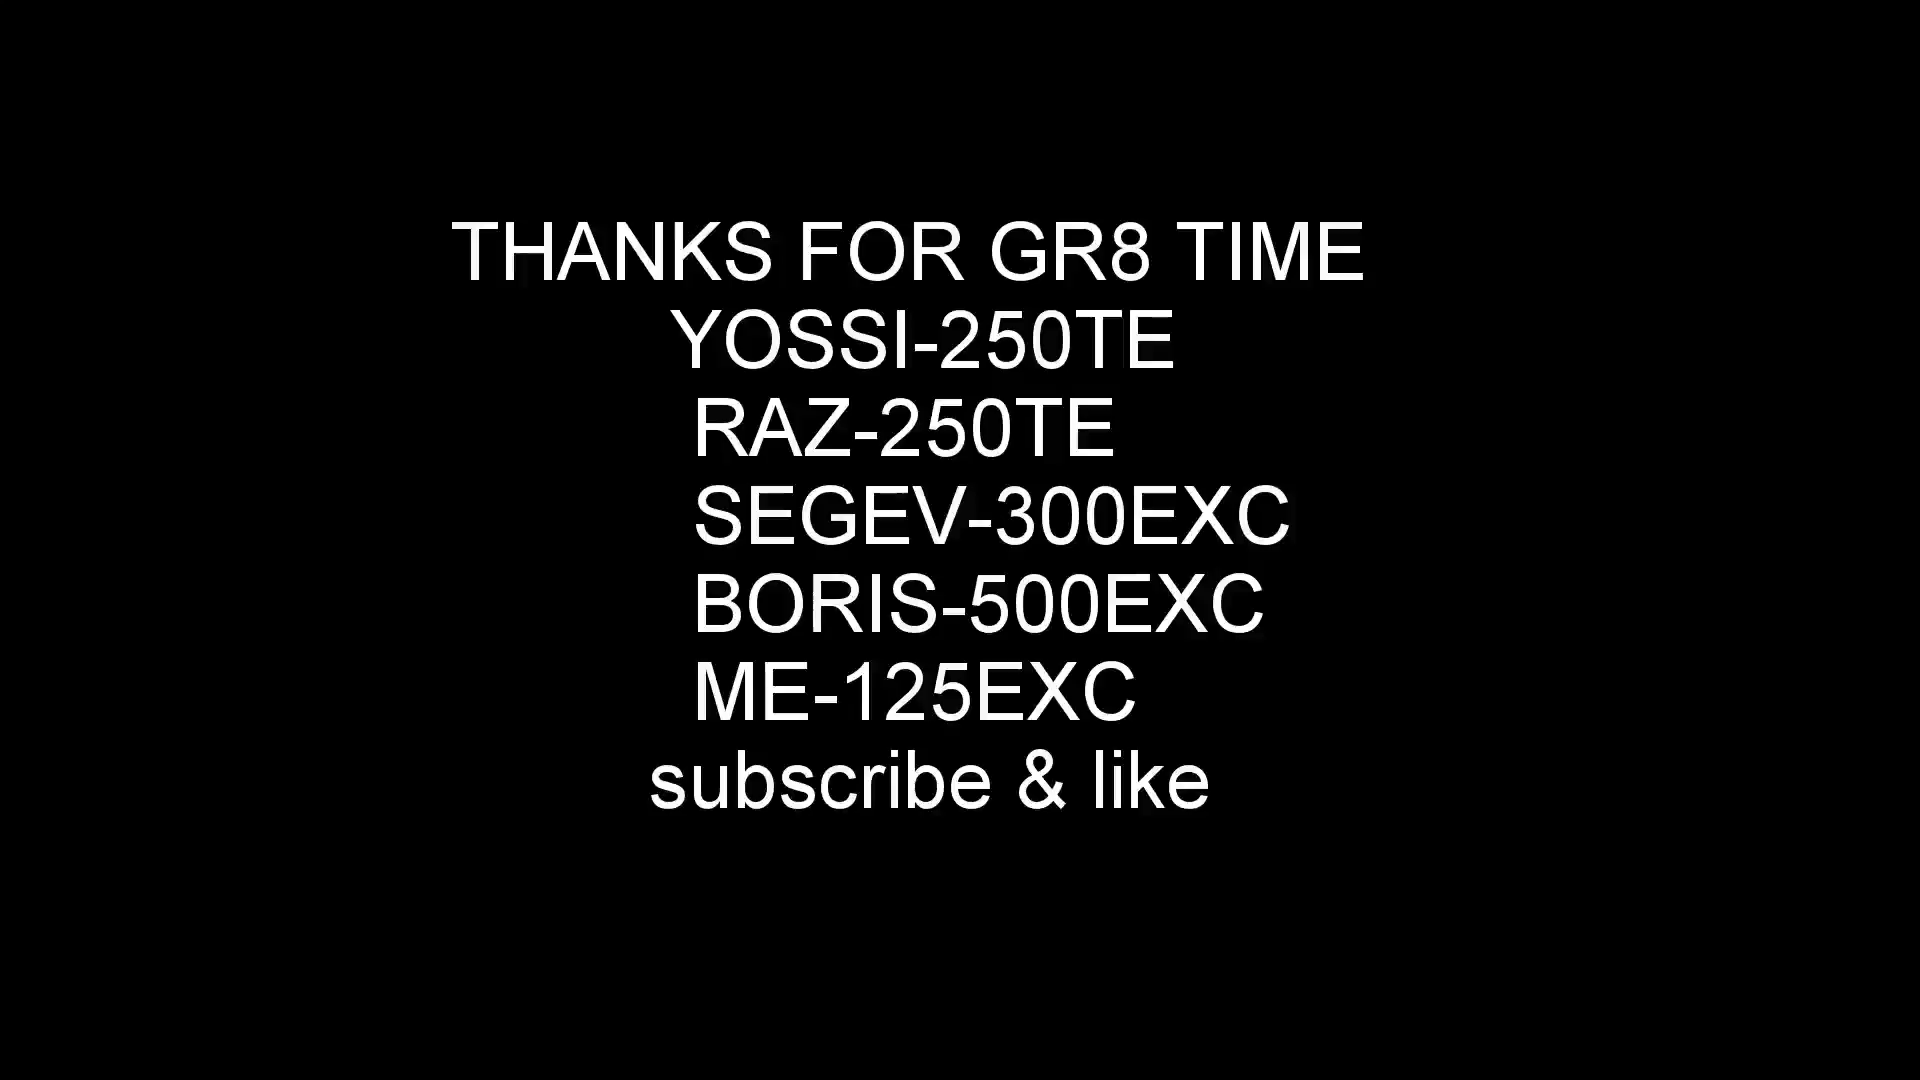 THANKS FOR GR8 TIME
YOSSI-250TE
RAZ-250TE
SEGEV-300EXC
BORIS-500EXC
ME-125EXC
subscribe & like